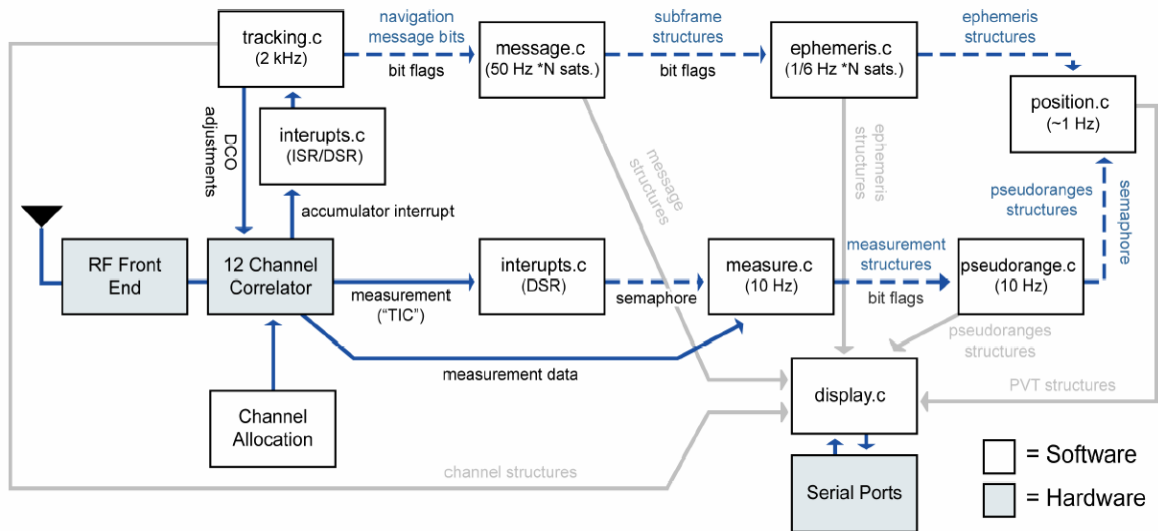 tracking.c
(2 kHz)
navigation
message bits
bit flags
message.c
(50 Hz *N sats.)
subframe
structures
bit flags
ephemeris.c
(1/6 Hz *N sats.)
ephemeris
structures
position.c
(~1 Hz)
DCO
adjustments
interupts.c
(ISR/DSR)
accumulator interrupt
message
structures
ephemeris
structures
pseudoranges
structures
semaphore
RF Front
End
12 Channel
Correlator
measurement
("TIC")
interupts.c
(DSR)
semaphore
measure.c
(10 Hz)
measurement
structures
bit flags
pseudorange.c
(10 Hz)
pseudoranges
structures
measurement data
PVT structures
display.c
Channel
Allocation
channel structures
Serial Ports
= Software
= Hardware